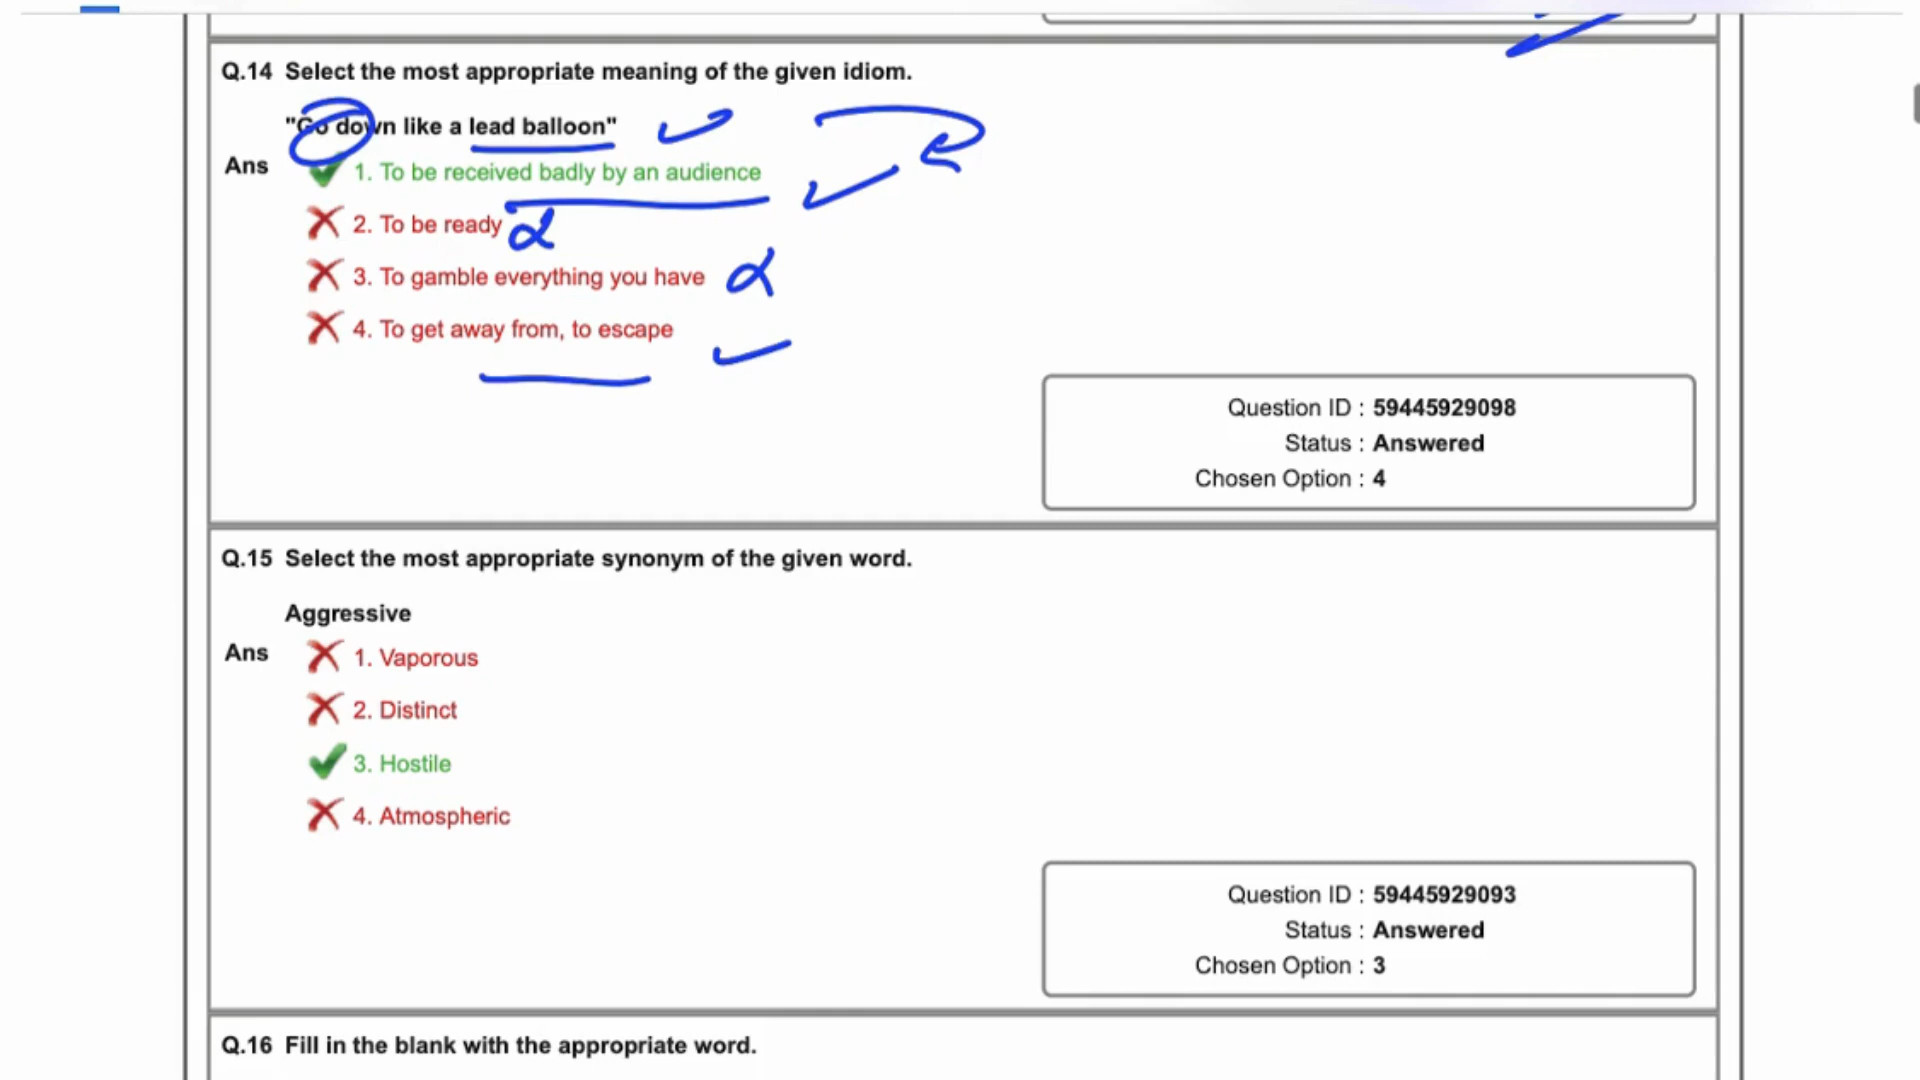 Q.14 Select the most appropriate meaning of the given idiom.
"Go down like a lead balloon"
Ans 1. To be received badly by an audience
2. To be ready
3. To gamble everything you have
4. To get away from, to escape
Question ID : 59445929098
Status : Answered
Chosen Option : 4
Q.15 Select the most appropriate synonym of the given word.
Aggressive
Ans 1. Vaporous
2. Distinct
3. Hostile
4. Atmospheric
Question ID : 59445929093
Status : Answered
Chosen Option : 3
Q.16 Fill in the blank with the appropriate word.